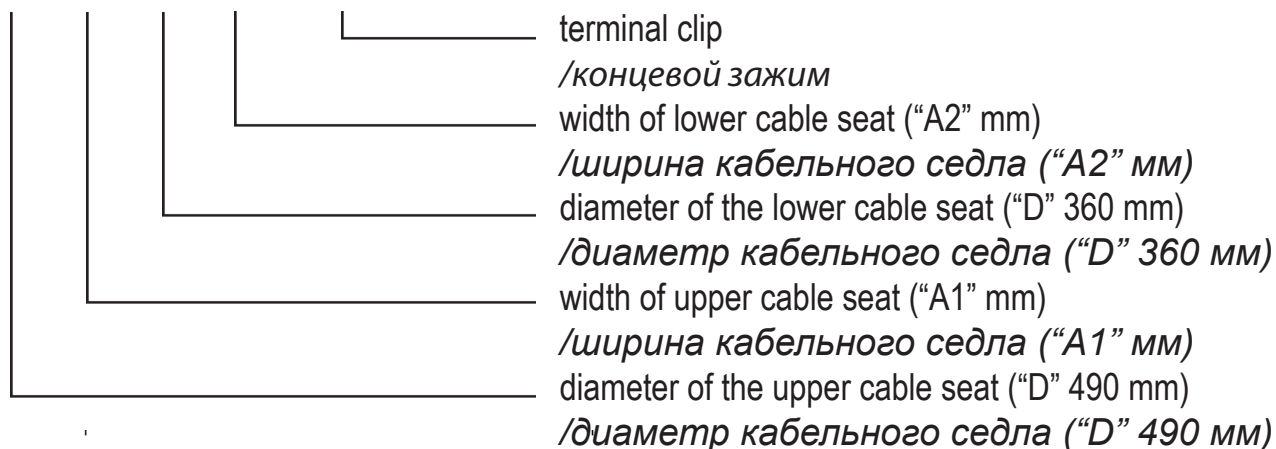 terminal clip
/концевой зажим
width of lower cable seat (“A2” mm)
/ширина кабельного седла (“A2” мм)
diameter of the lower cable seat (“D” 360 mm)
/диаметр кабельного седла (“D” 360 мм)
width of upper cable seat (“A1” mm)
/ширина кабельного седла (“A1” мм)
diameter of the upper cable seat (“D” 490 mm)
/диаметр кабельного седла (“D” 490 мм)